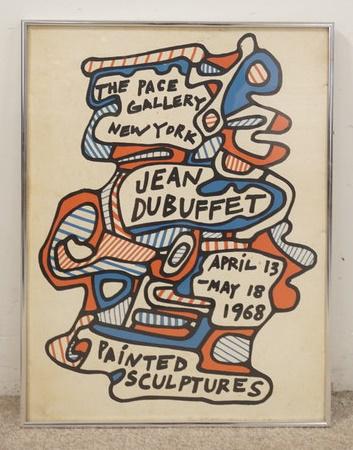 THE PACE
GALLERY
NEW YORK
JEAN
DUBUFFET
APRIL 13
-MAY 18
1968
PAINTED
SCULPTURES